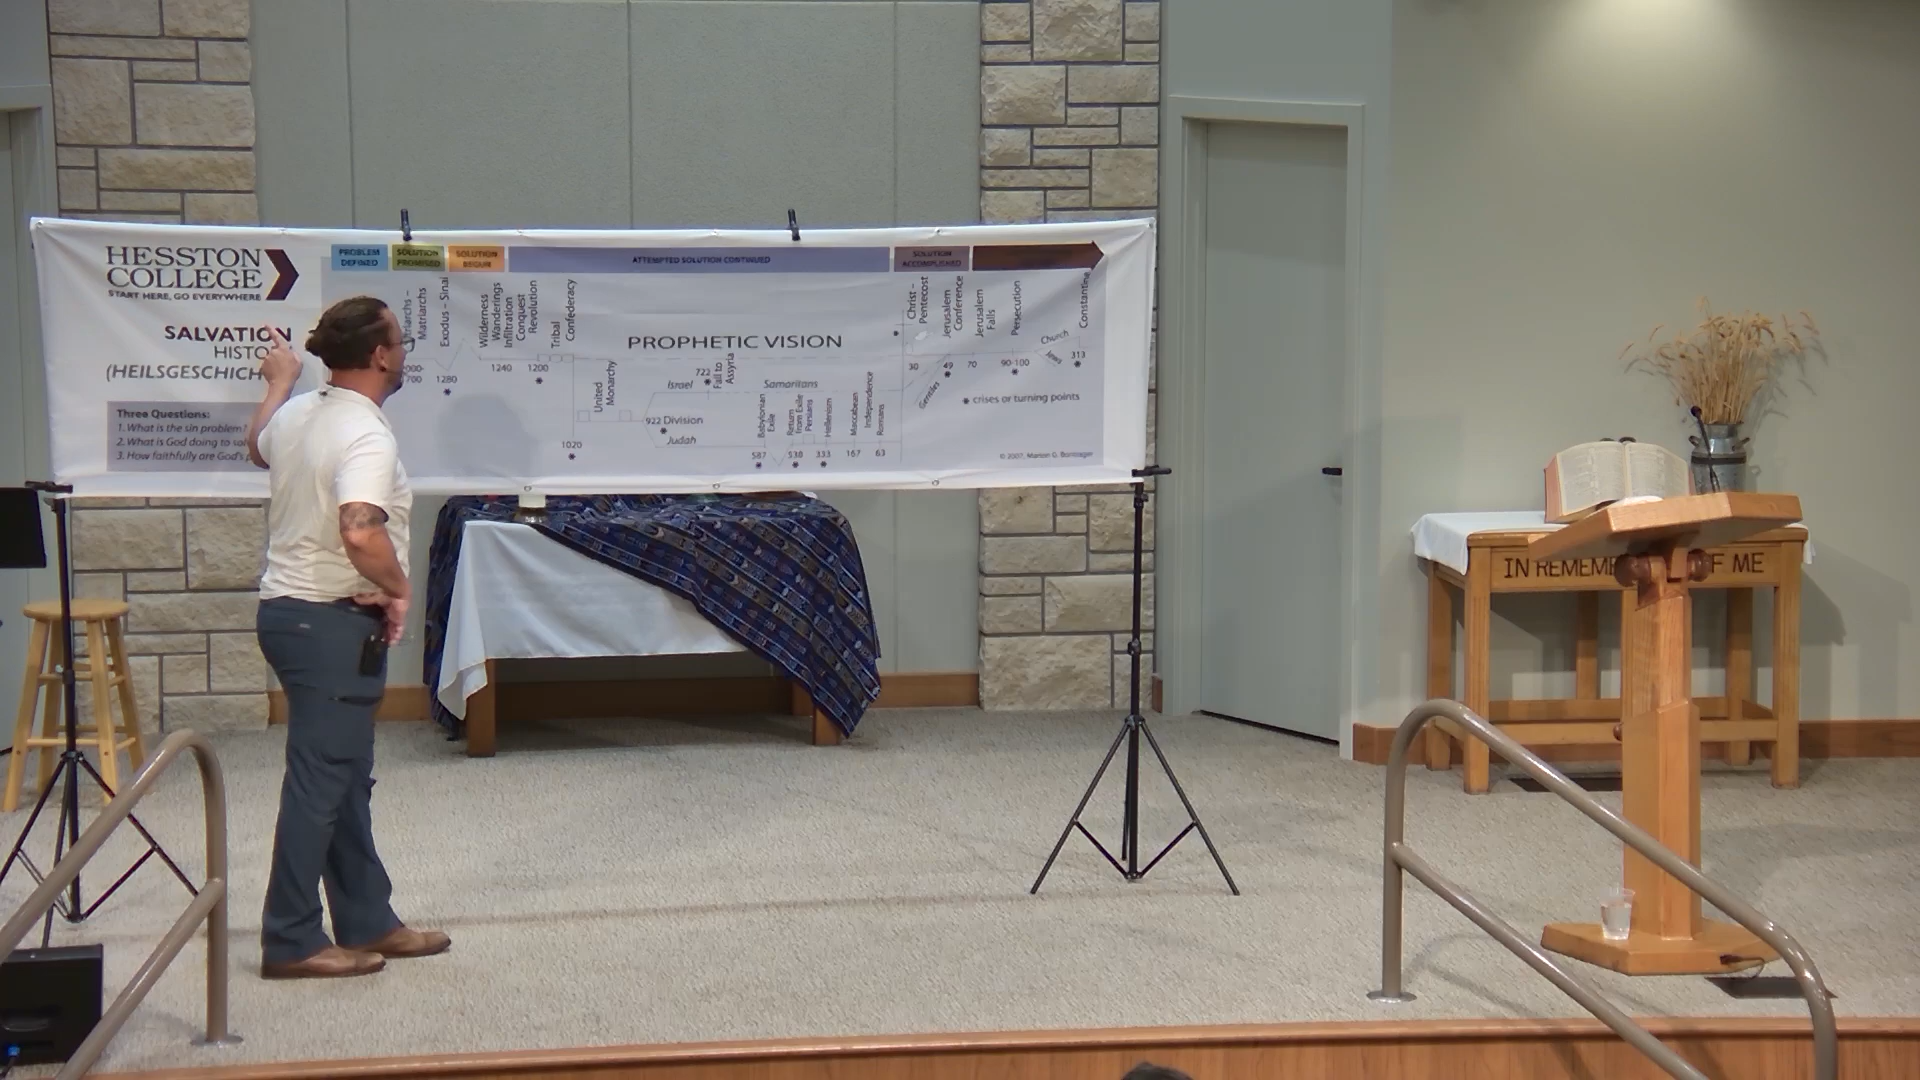 HESSTON
COLLEGE
START HERE, GO EVERYWHERE
SALVATION
HISTO
(HEILSGESCHICH
Three Questions:
1. What is the sin problem
2. What is God doing to
3. How faithfully are God's
PROBLEM
DEFINED
SOLUTION
PROMISED
SOLUTION
BEGUN
ATTEMPTED SOLUTION CONTINUED
SOLUTION
ACCOMPLISHED
Matriarchs
Exodus – Sinai
1280
Wilderness
Wanderings
Infiltration
Conquest
Revolution
1240
1200
Tribal
Confederacy
1020
United
Monarchy
PROPHETIC VISION
922 Division
Israel
Judah
722
Fall to
Assyria
Samaritans
Babylonian
Exile
587
Return
from Exile
Persians
538
Hellenism
333
Maccabean
Independence
167
Romans
63
Christ –
Pentecost
30
Gentiles
Jerusalem
Conference
49
Jerusalem
Falls
70
Persecution
90-100
Church
Jews
Constantine
313
* crises or turning points
© 2007, Marion G. Bontrager
IN REMEM
F ME